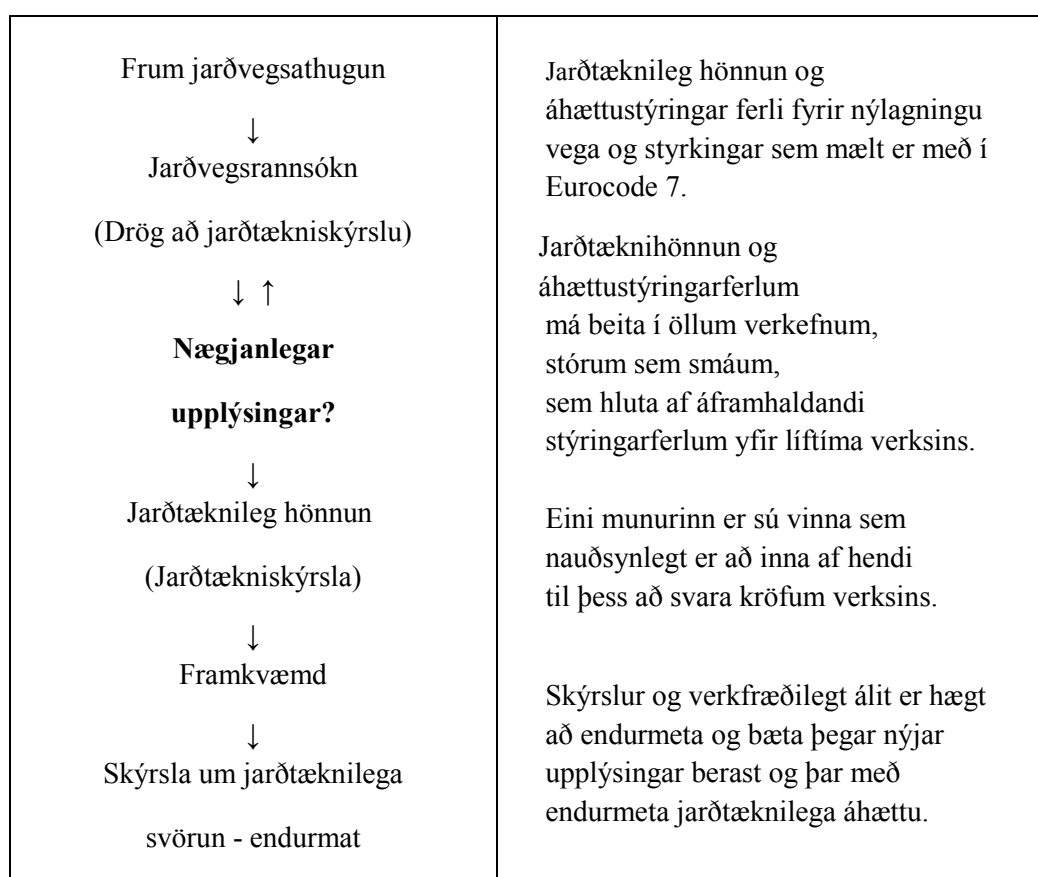 Frum jarðvegsathugun
↓
Jarðvegsrannsókn
(Drög að jarðtækniskýrslu)
↓ ↑
Nægjanlegar
upplýsingar?
↓
Jarðtæknileg hönnun
(Jarðtækniskýrsla)
↓
Framkvæmd
↓
Skýrsla um jarðtæknilega
svörun - endurmat
Jarðtæknileg hönnun og
áhættustýringar ferli fyrir nýlagningu
vega og styrkingar sem mælt er með í
Eurocode 7.
Jarðtæknihönnun og
áhættustýringarferlum
má beita í öllum verkefnum,
stórum sem smáum,
sem hluta af áframhaldandi
stýringarferlum yfir líftíma verksins.
Eini munurinn er sú vinna sem
nauðsynlegt er að inna af hendi
til þess að svara kröfum verksins.
Skýrslur og verkfræðilegt álit er hægt
að endurmeta og bæta þegar nýjar
upplýsingar berast og þar með
endurmeta jarðtæknilega áhættu.